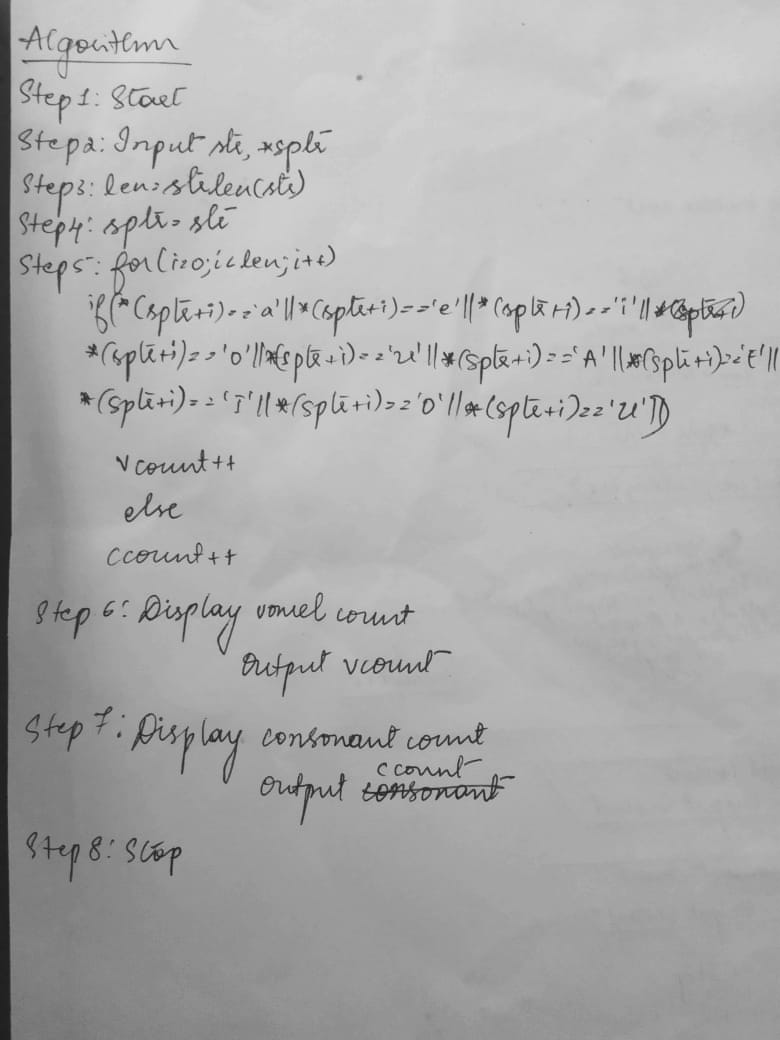 Algorithm
Step 1: Start
Step 2: Input str, *sptr
Step 3: len=strlen(str)
Step 4: sptr= str
Step 5: for(i=0;i<len;i++)
if(*(sptr+i)=='a'||*(sptr+i)=='e'||*(sptr+i)=='i'||
*(sptr+i)=='o'||*(sptr+i)=='u'||*(sptr+i)=='A'||*(sptr+i)=='E'||
*(sptr+i)=='I'||*(sptr+i)=='O'||*(sptr+i)=='U'))
vcount++
else
ccount++
Step 6: Display vowel count
Output vcount
Step 7: Display consonant count
output ccount
Step 8: Stop